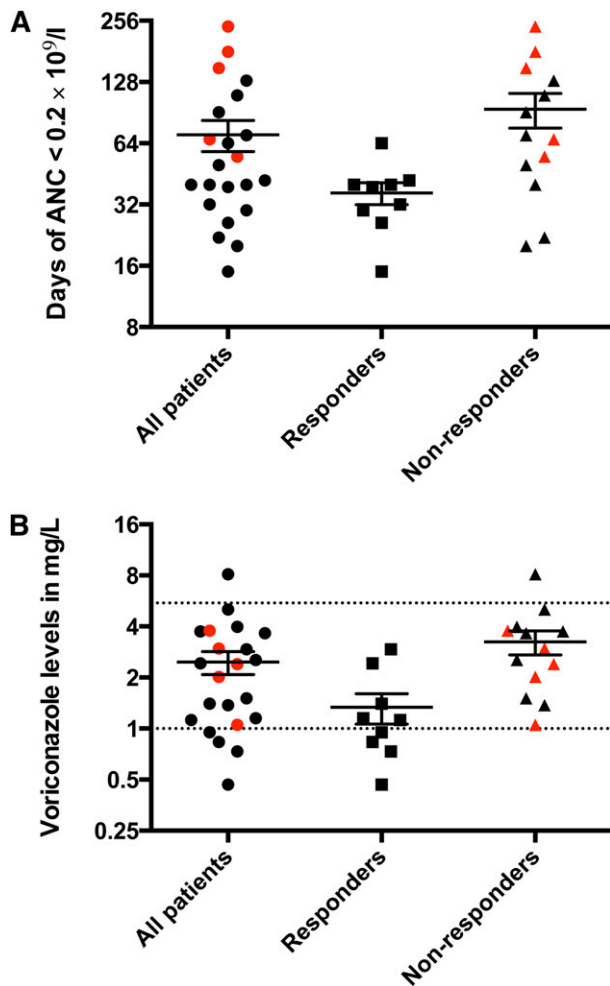 A
Days of ANC < 0.2 × 10⁹/l
256
128
64
32
16
8
All patients
Responders
Non-responders
B
Voriconazole levels in mg/L
16
8
4
2
1
0.5
0.25
All patients
Responders
Non-responders